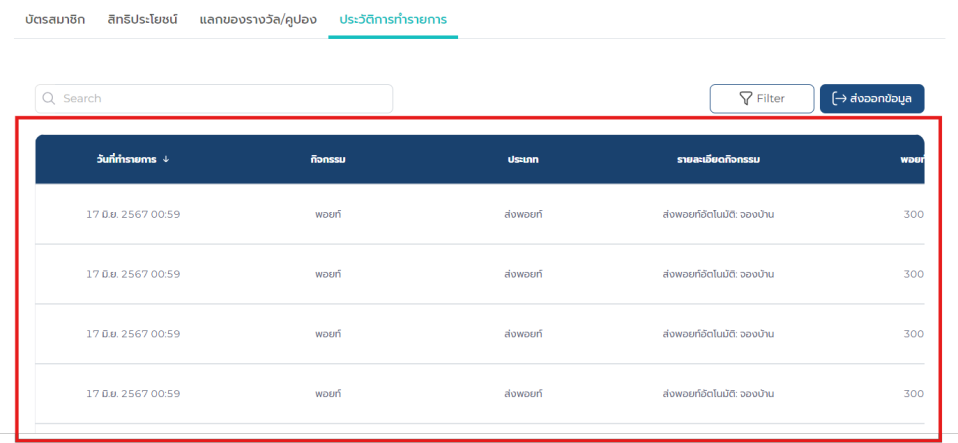 บัตรสมาชิก สิทธิประโยชน์ แลกของรางวัล/คูปอง ประวัติการทำรายการ
Search Filter ส่งออกข้อมูล
วันที่ทำรายการ ↓ กิจกรรม ประเภท รายละเอียดกิจกรรม พอยท์
17 มิ.ย. 2567 00:59 พอยท์ ส่งพอยท์ ส่งพอยท์อัตโนมัติ: จองบ้าน 300
17 มิ.ย. 2567 00:59 พอยท์ ส่งพอยท์ ส่งพอยท์อัตโนมัติ: จองบ้าน 300
17 มิ.ย. 2567 00:59 พอยท์ ส่งพอยท์ ส่งพอยท์อัตโนมัติ: จองบ้าน 300
17 มิ.ย. 2567 00:59 พอยท์ ส่งพอยท์ ส่งพอยท์อัตโนมัติ: จองบ้าน 300